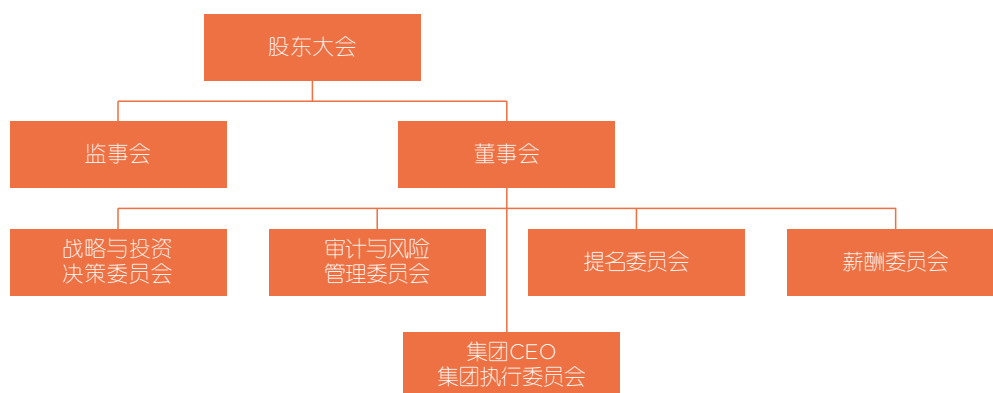 股东大会
监事会
董事会
战略与投资
决策委员会
审计与风险
管理委员会
提名委员会
薪酬委员会
集团CEO
集团执行委员会